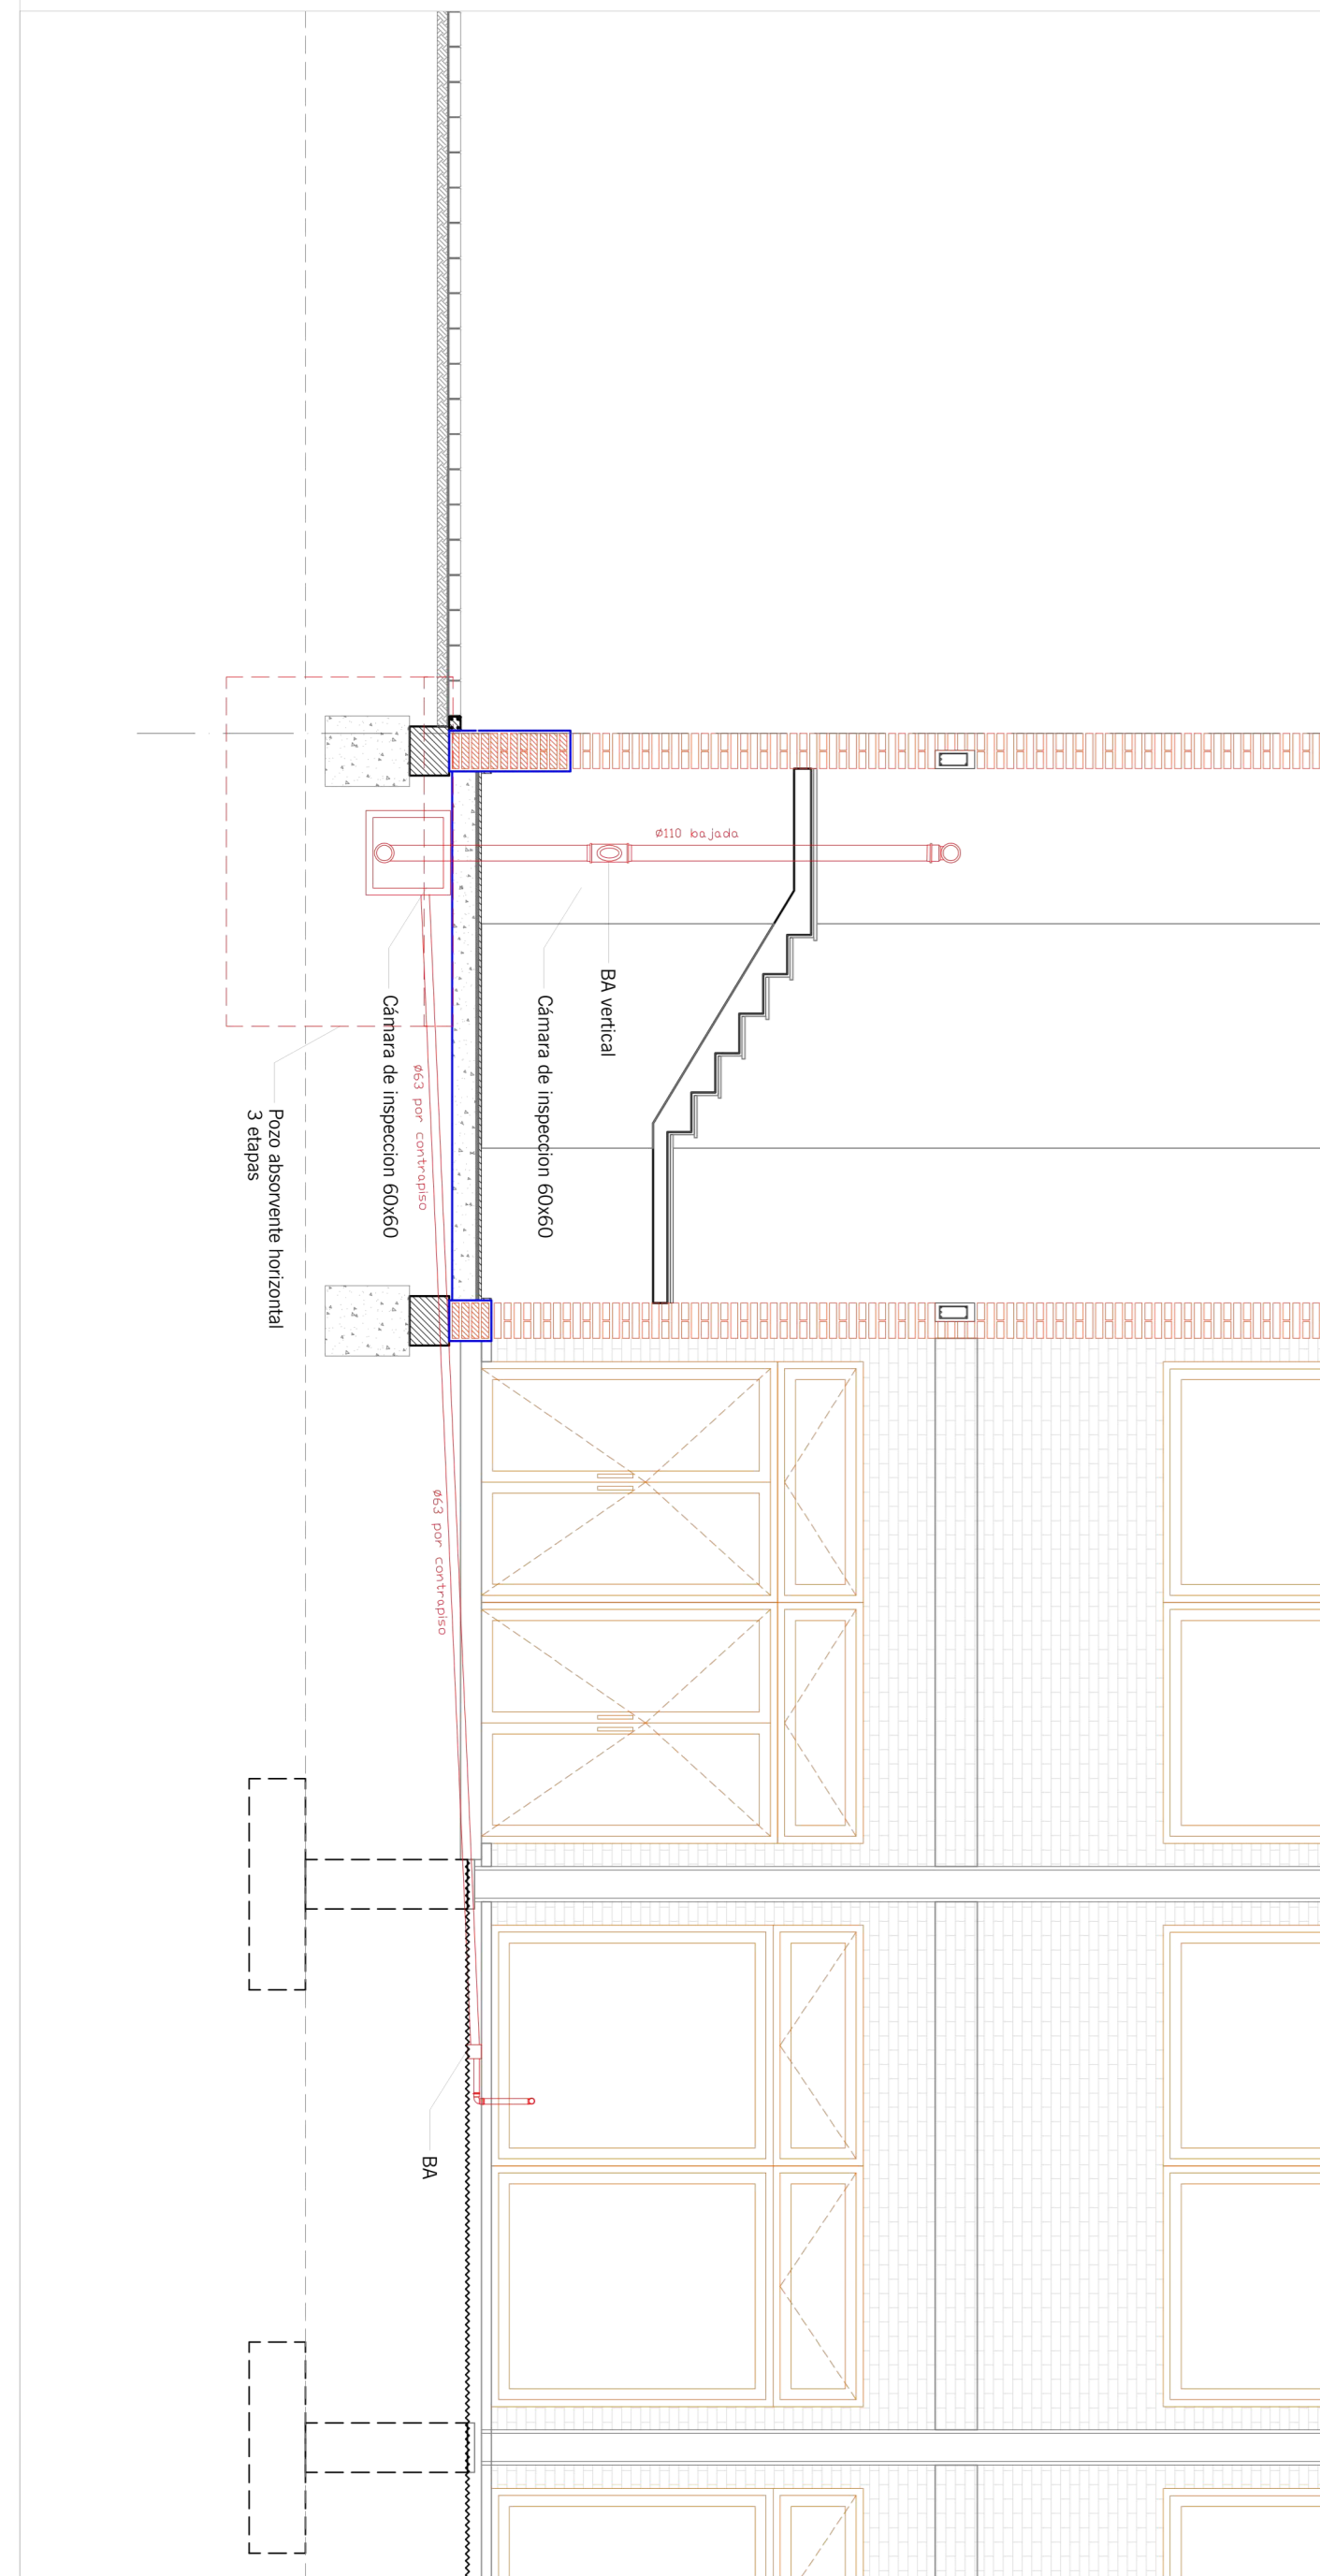 Ø110 bajada
BA vertical
Cámara de inspeccion 60x60
Cámara de inspeccion 60x60
Ø63 por contrapiso
Pozo absorvente horizontal
3 etapas
Ø63 por contrapiso
BA